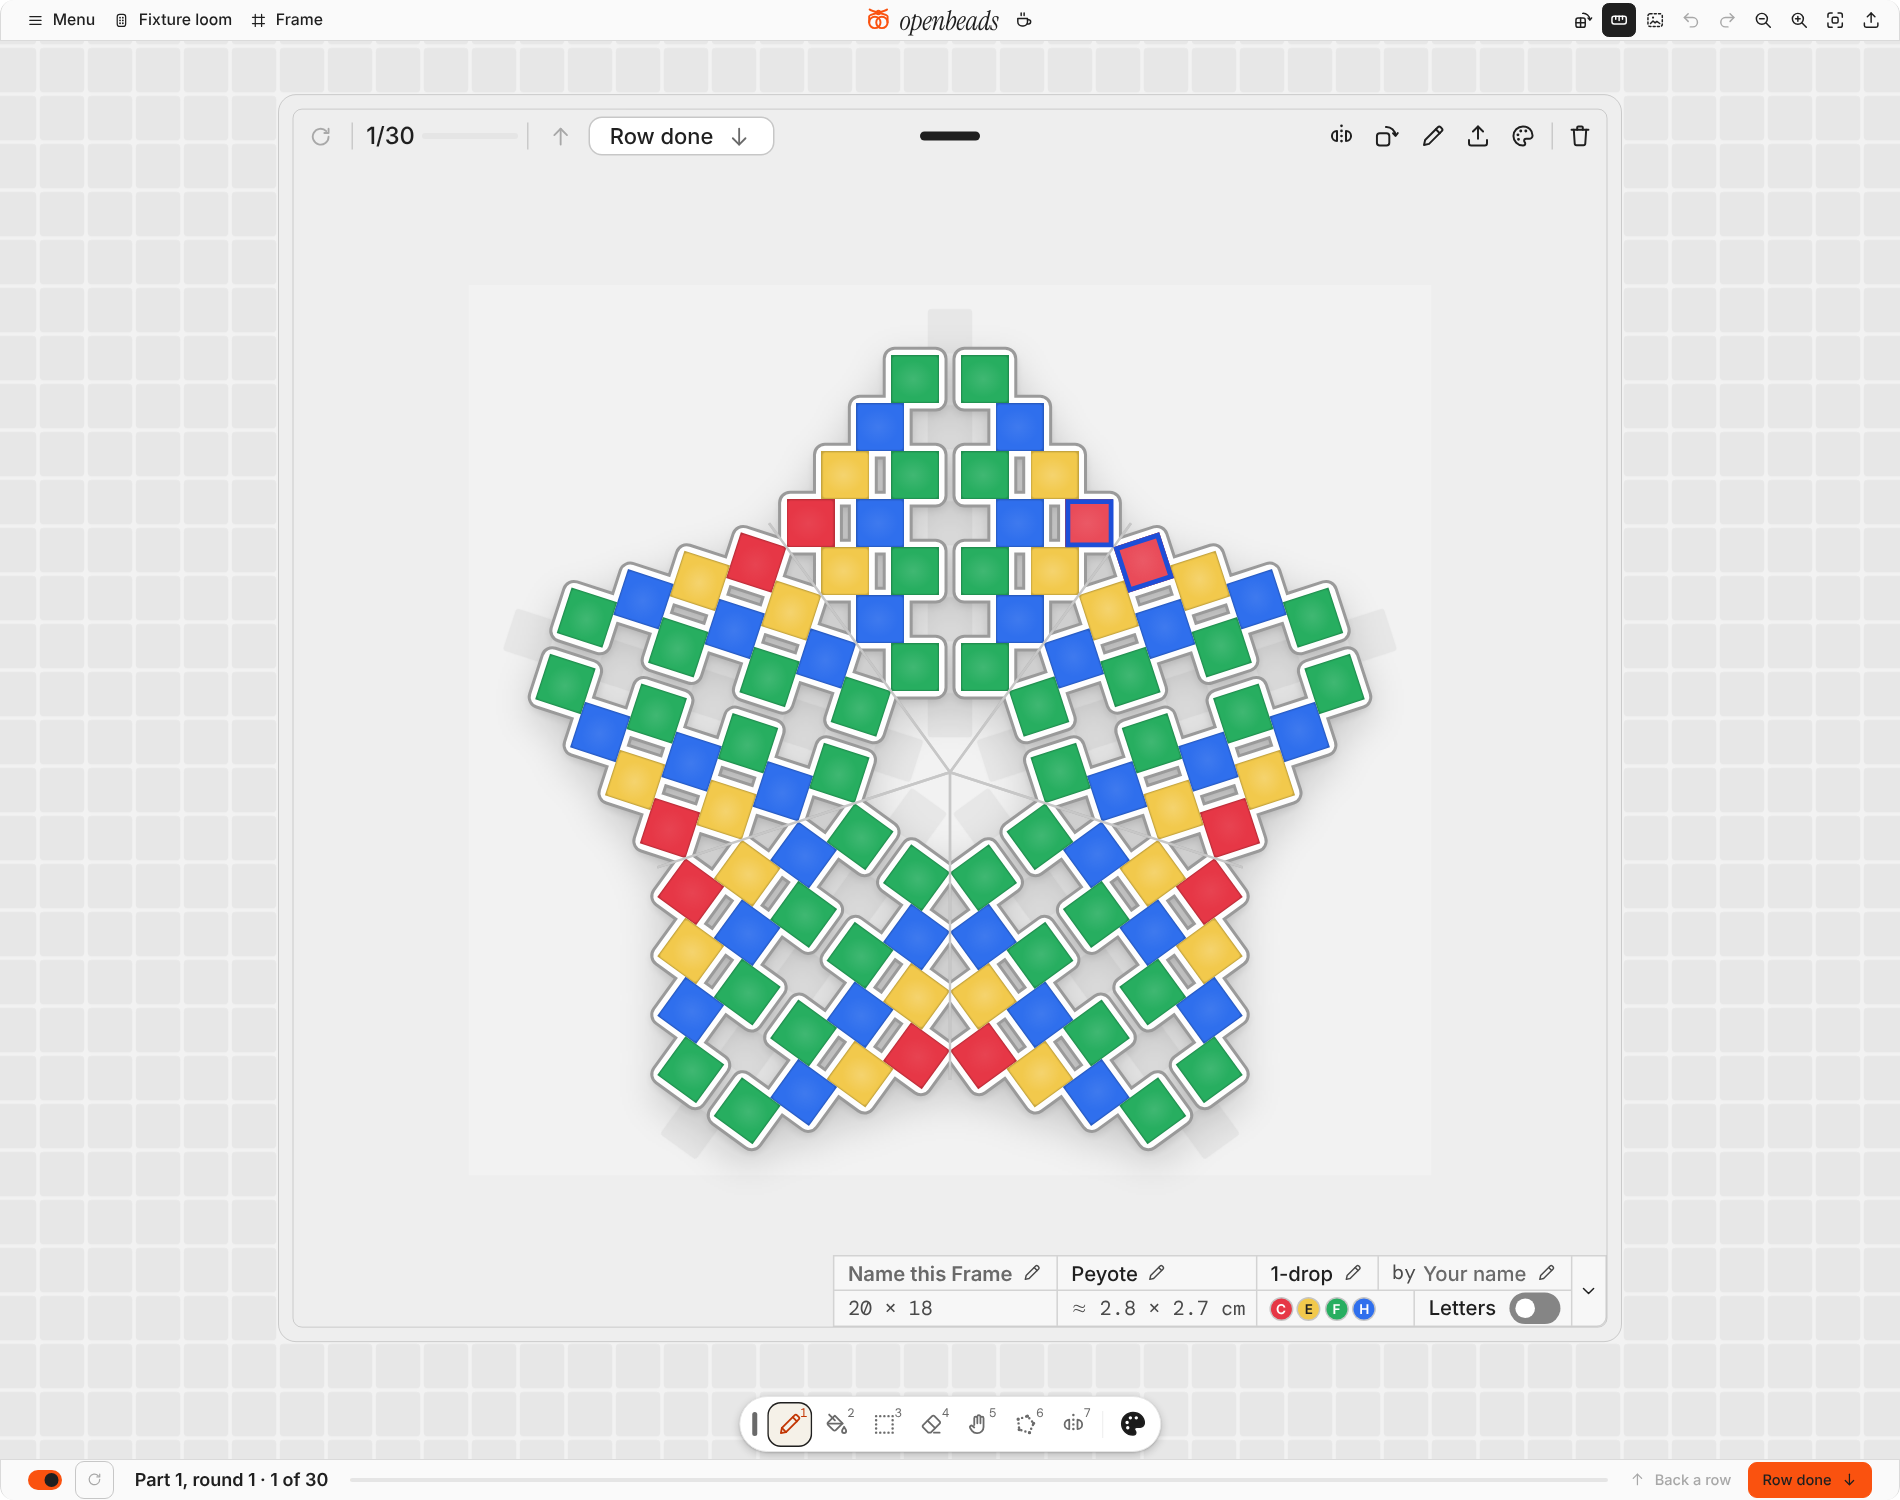 Menu Fixture loom Frame openbeads
1/30 Row done
Name this Frame Peyote 1-drop by Your name
20 × 18 ≈ 2.8 × 2.7 cm C E F H Letters
1 2 3 4 5 6 7
Part 1, round 1 · 1 of 30 Back a row Row done